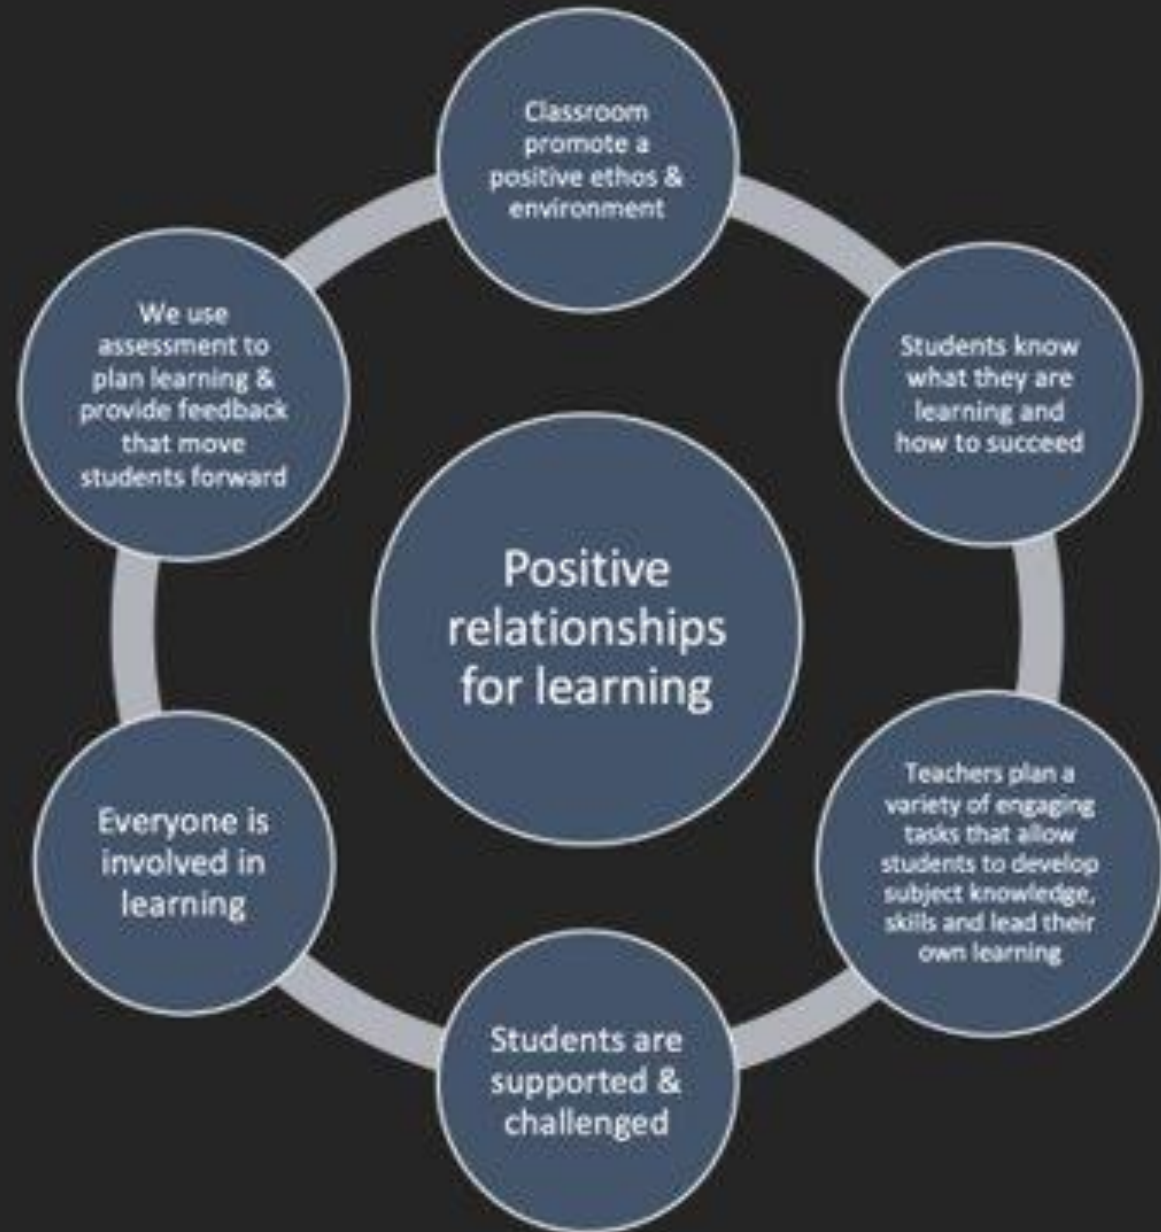 Classroom
promote a
positive ethos &
environment
Students know
what they are
learning and
how to succeed
Teachers plan a
variety of engaging
tasks that allow
students to develop
subject knowledge,
skills and lead their
own learning
Students are
supported &
challenged
Everyone is
involved in
learning
We use
assessment to
plan learning &
provide feedback
that move
students forward
Positive
relationships
for learning